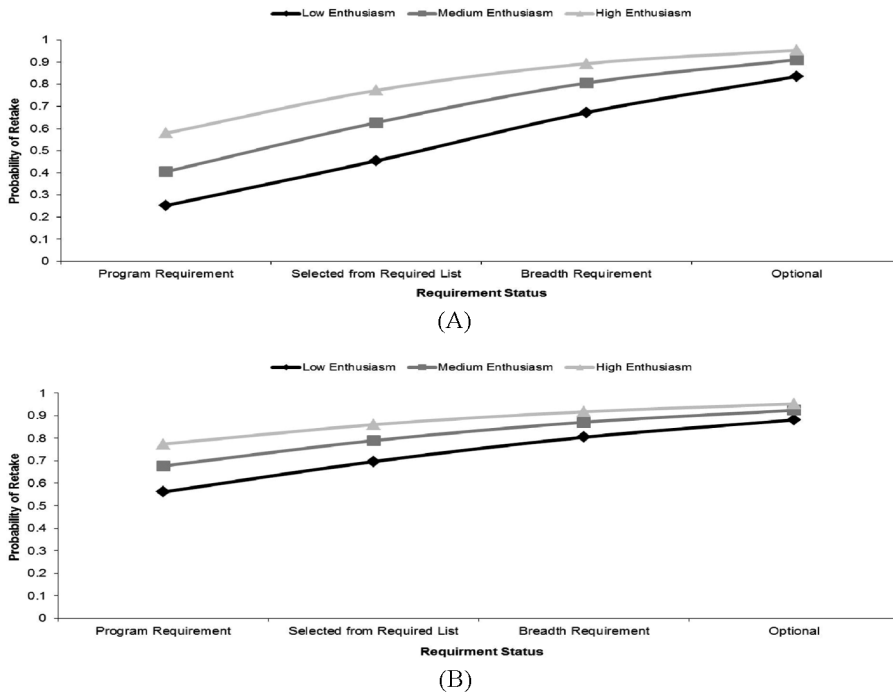 Low Enthusiasm Medium Enthusiasm High Enthusiasm
Probability of Retake
1
0.9
0.8
0.7
0.6
0.5
0.4
0.3
0.2
0.1
0
Program Requirement Selected from Required List Breadth Requirement Optional
Requirement Status
(A)
Low Enthusiasm Medium Enthusiasm High Enthusiasm
Probability of Retake
1
0.9
0.8
0.7
0.6
0.5
0.4
0.3
0.2
0.1
0
Program Requirement Selected from Required List Breadth Requirement Optional
Requirment Status
(B)